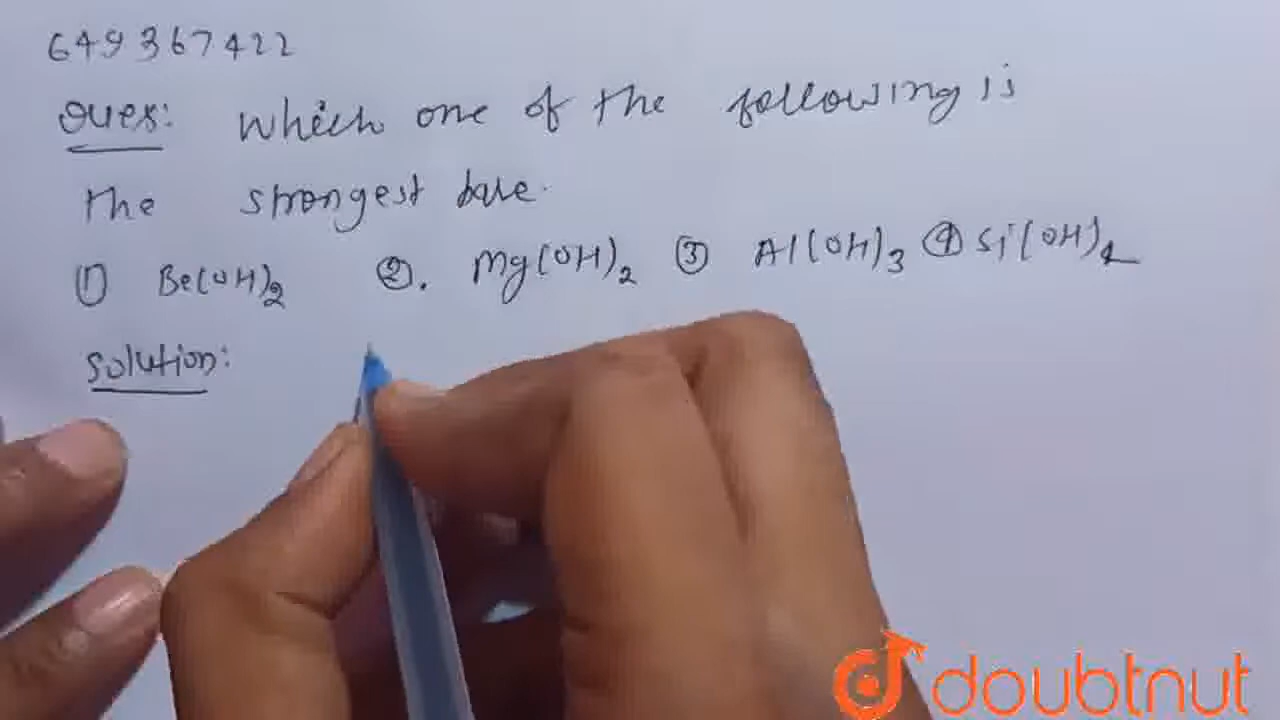 649367422
Ques: Which one of the following is
the strongest base.
① Be(OH)2 ②. Mg(OH)2 ③ Al(OH)3 ④ Si(OH)4
Solution:
doubtnut